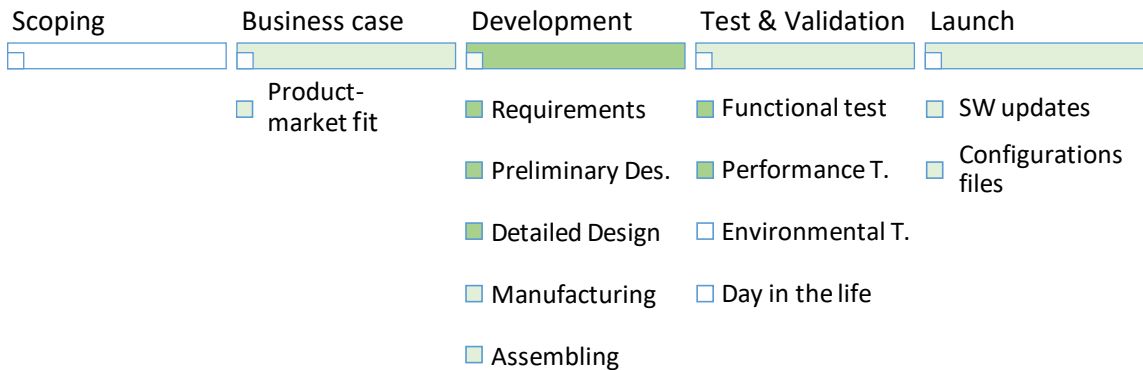 Scoping
Business case
Development
Test & Validation
Launch
Product-
market fit
Requirements
Preliminary Des.
Detailed Design
Manufacturing
Assembling
Functional test
Performance T.
Environmental T.
Day in the life
SW updates
Configurations
files